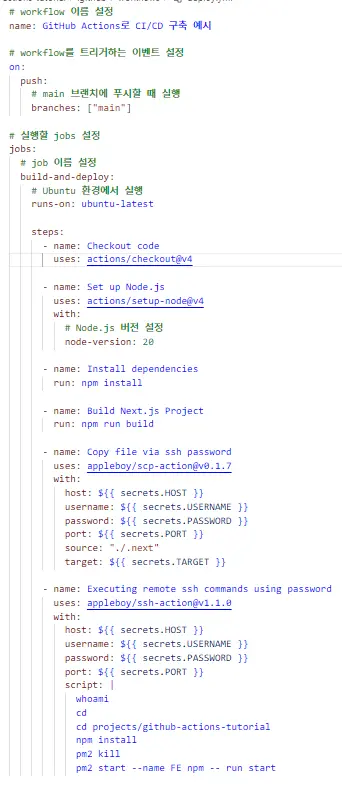 # workflow 이름 설정
name: GitHub Actions로 CI/CD 구축 예시
# workflow를 트리거하는 이벤트 설정
on:
push:
# main 브랜치에 푸시할 때 실행
branches: ["main"]
# 실행할 jobs 설정
jobs:
# job 이름 설정
build-and-deploy:
# Ubuntu 환경에서 실행
runs-on: ubuntu-latest
steps:
- name: Checkout code
uses: actions/checkout@v4
- name: Set up Node.js
uses: actions/setup-node@v4
with:
# Node.js 버전 설정
node-version: 20
- name: Install dependencies
run: npm install
- name: Build Next.js Project
run: npm run build
- name: Copy file via ssh password
uses: appleboy/scp-action@v0.1.7
with:
host: ${{ secrets.HOST }}
username: ${{ secrets.USERNAME }}
password: ${{ secrets.PASSWORD }}
port: ${{ secrets.PORT }}
source: "./.next"
target: ${{ secrets.TARGET }}
- name: Executing remote ssh commands using password
uses: appleboy/ssh-action@v1.1.0
with:
host: ${{ secrets.HOST }}
username: ${{ secrets.USERNAME }}
password: ${{ secrets.PASSWORD }}
port: ${{ secrets.PORT }}
script: |
whoami
cd
cd projects/github-actions-tutorial
npm install
pm2 kill
pm2 start --name FE npm -- run start